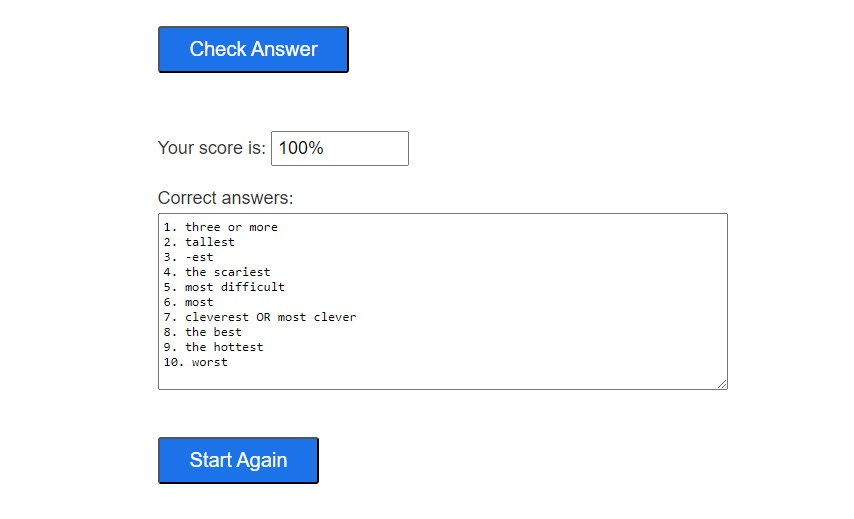 Check Answer
Your score is: 100%
Correct answers:
1. three or more
2. tallest
3. -est
4. the scariest
5. most difficult
6. most
7. cleverest OR most clever
8. the best
9. the hottest
10. worst
Start Again